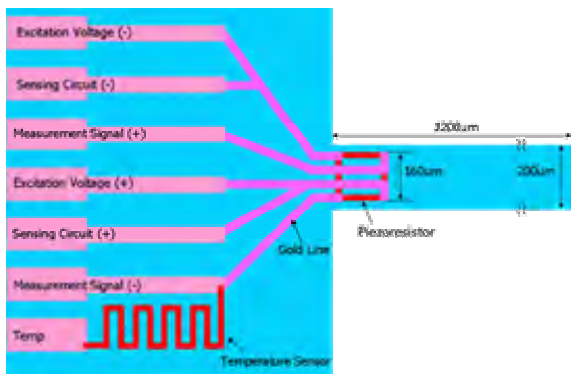 Excitation Voltage (-)
Sensing Circuit (-)
Measurement Signal (+)
Excitation Voltage (+)
Sensing Circuit (+)
Measurement Signal (-)
Temp
3200um
160um
200um
Piezoresistor
Gold Line
Temperature Sensor